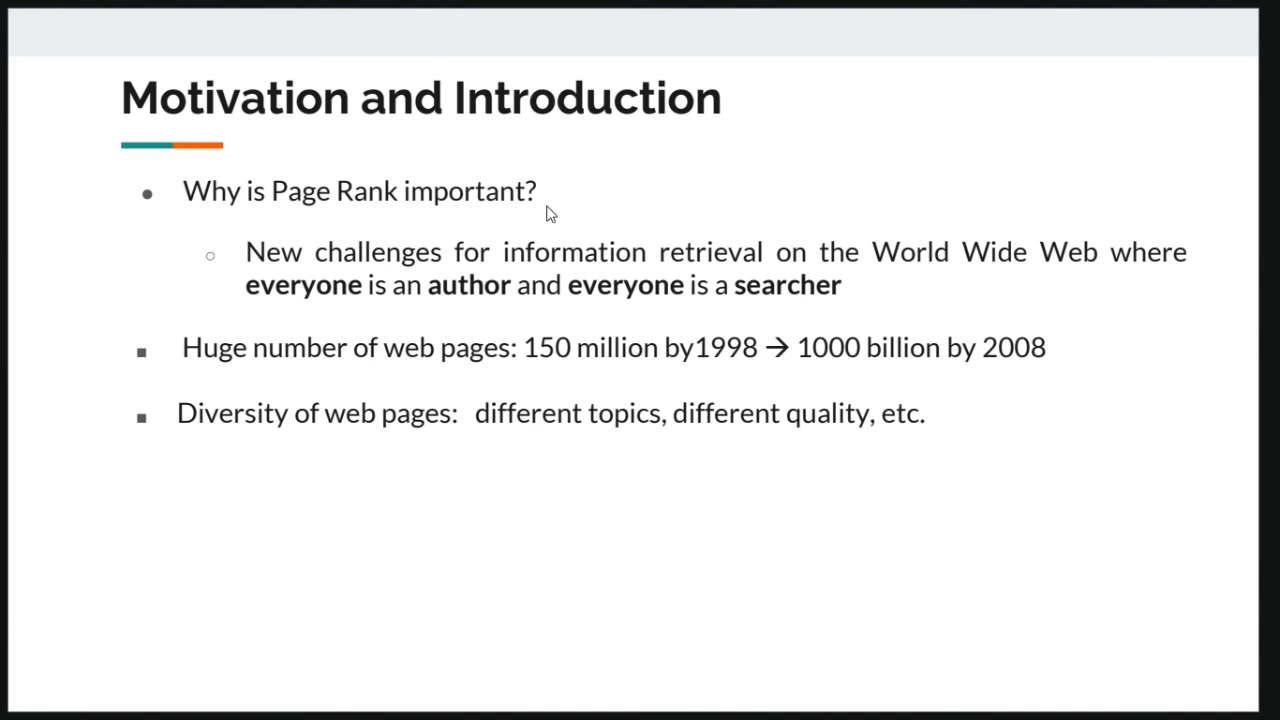 Motivation and Introduction
● Why is Page Rank important?
○ New challenges for information retrieval on the World Wide Web where
everyone is an author and everyone is a searcher
■ Huge number of web pages: 150 million by1998 → 1000 billion by 2008
■ Diversity of web pages: different topics, different quality, etc.